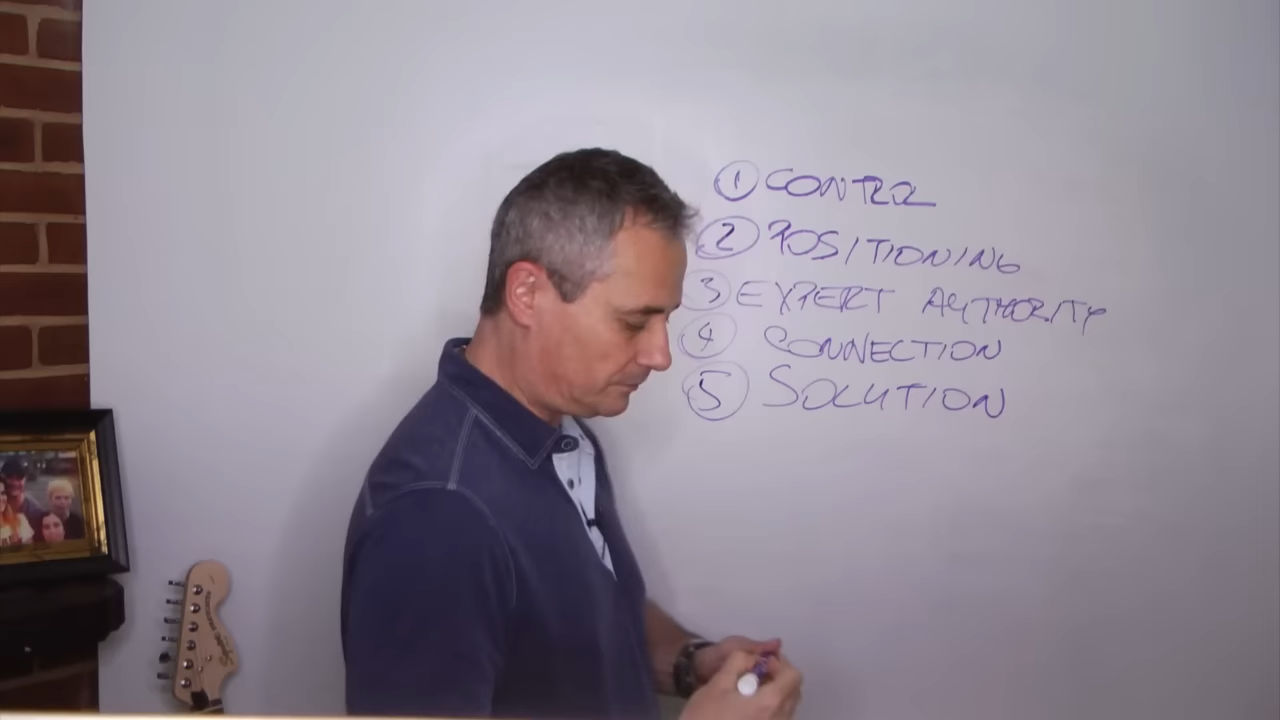 1 CONTROL
2 POSITIONING
3 EXPERT AUTHORITY
4 CONNECTION
5 SOLUTION